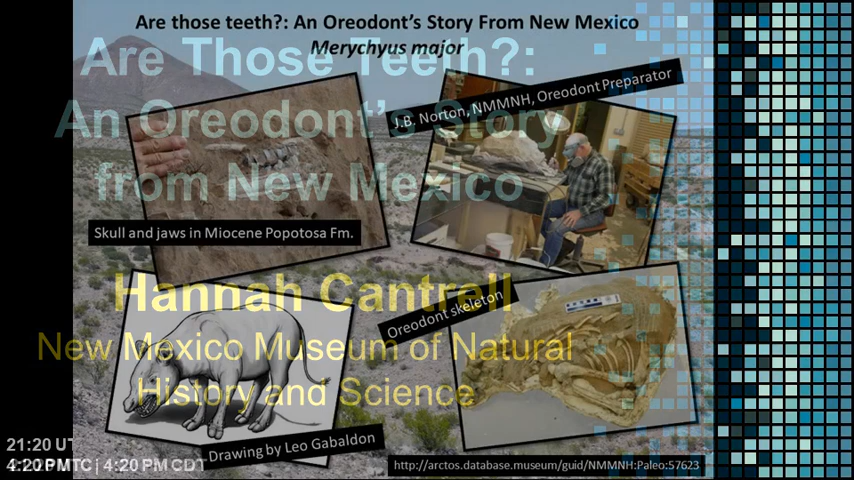 Are those teeth?: An Oreodont's Story From New Mexico
Merychyus major
Are Those Teeth?:
An Oreodont's Story
from New Mexico
J.B. Norton, NMMNH, Oreodont Preparator
Skull and jaws in Miocene Popotosa Fm.
Hannah Cantrell
New Mexico Museum of Natural
History and Science
Oreodont skeleton
Drawing by Leo Gabaldon
http://arctos.database.museum/guid/NMMNH:Paleo:57623
21:20 UT
4:20 PM CDT